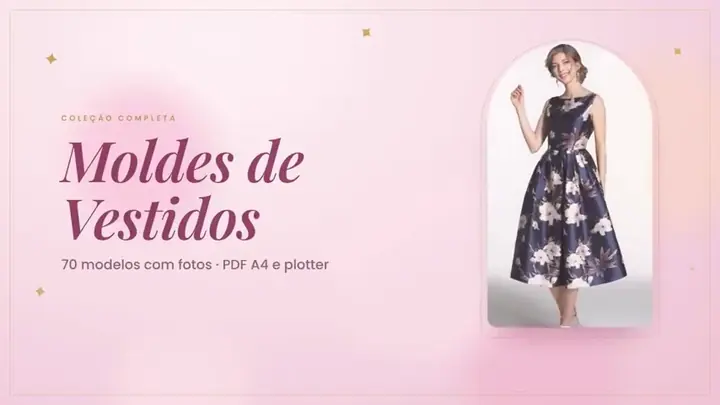 COLEÇÃO COMPLETA
Moldes de
Vestidos
70 modelos com fotos · PDF A4 e plotter